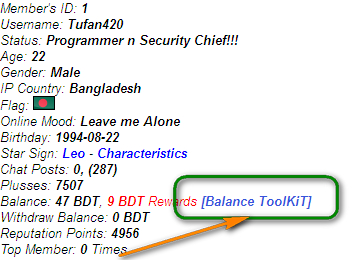 Member's ID: 1
Username: Tufan420
Status: Programmer n Security Chief!!!
Age: 22
Gender: Male
IP Country: Bangladesh
Flag:
Online Mood: Leave me Alone
Birthday: 1994-08-22
Star Sign: Leo - Characteristics
Chat Posts: 0, (287)
Plusses: 7507
Balance: 47 BDT, 9 BDT Rewards [Balance ToolKiT]
Withdraw Balance: 0 BDT
Reputation Points: 4956
Top Member: 0 Times